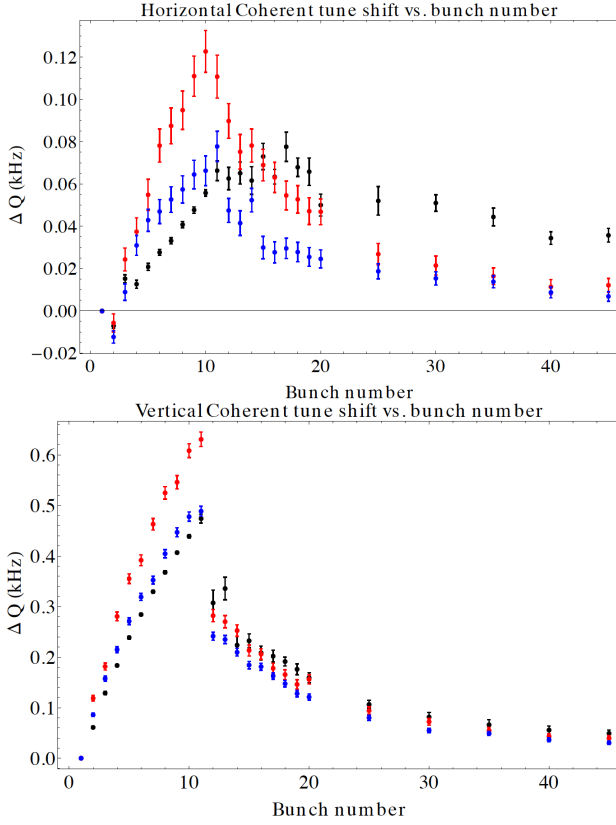 Horizontal Coherent tune shift vs. bunch number
0.12
0.10
0.08
0.06
0.04
0.02
0.00
−0.02
Δ Q (kHz)
0 10 20 30 40
Bunch number
Vertical Coherent tune shift vs. bunch number
0.6
0.5
0.4
0.3
0.2
0.1
0.0
Δ Q (kHz)
0 10 20 30 40
Bunch number